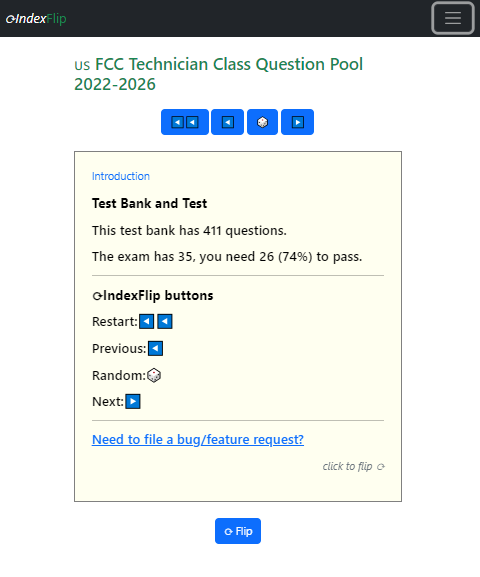 ⟳IndexFlip
US FCC Technician Class Question Pool
2022-2026
Introduction
Test Bank and Test
This test bank has 411 questions.
The exam has 35, you need 26 (74%) to pass.
⟳IndexFlip buttons
Restart:◀️◀️
Previous:◀️
Random:🎲
Next:▶️
Need to file a bug/feature request?
click to flip ⟳
⟳ Flip